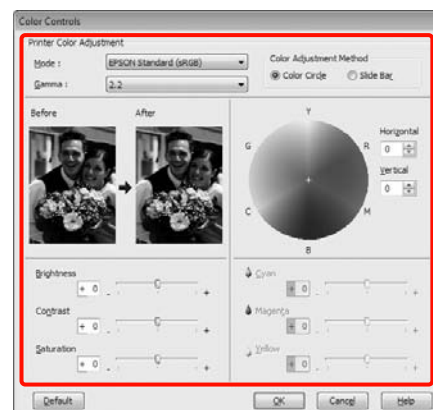 Color Controls
Printer Color Adjustment
Mode : EPSON Standard (sRGB)
Gamma : 2.2
Color Adjustment Method
Color Circle Slide Bar
Before After
Y
G R
C M
B
Horizontal
0
Vertical
0
Brightness
+ 0 - +
Contrast
+ 0 - +
Saturation
+ 0 - +
Cyan
+ 0 - +
Magenta
+ 0 - +
Yellow
+ 0 - +
Default OK Cancel Help